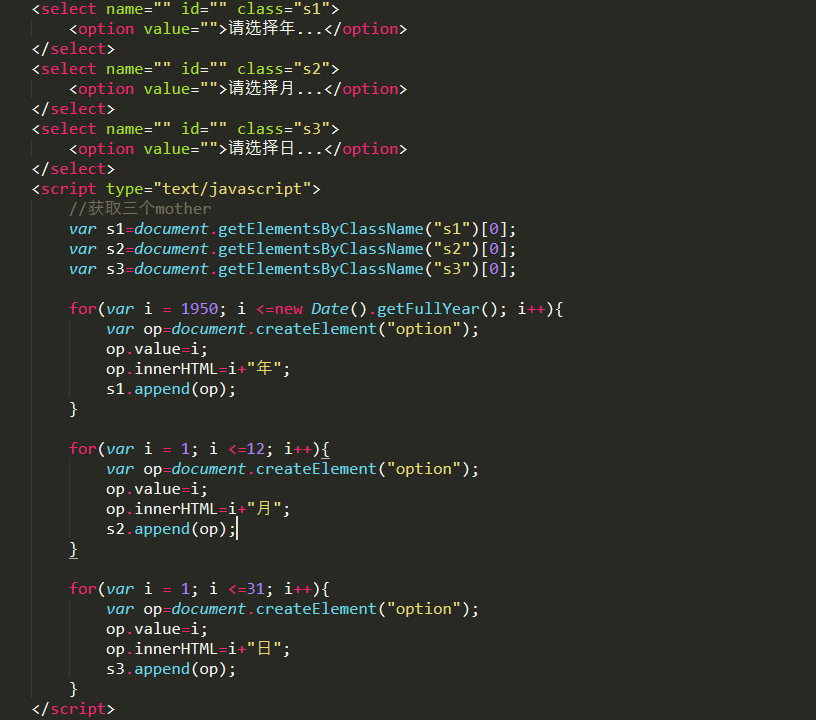 <select name="" id="" class="s1">
    <option value="">请选择年...</option>
</select>
<select name="" id="" class="s2">
    <option value="">请选择月...</option>
</select>
<select name="" id="" class="s3">
    <option value="">请选择日...</option>
</select>
<script type="text/javascript">
    //获取三个mother
    var s1=document.getElementsByClassName("s1")[0];
    var s2=document.getElementsByClassName("s2")[0];
    var s3=document.getElementsByClassName("s3")[0];

    for(var i = 1950; i <=new Date().getFullYear(); i++){
        var op=document.createElement("option");
        op.value=i;
        op.innerHTML=i+"年";
        s1.append(op);
    }

    for(var i = 1; i <=12; i++){
        var op=document.createElement("option");
        op.value=i;
        op.innerHTML=i+"月";
        s2.append(op);
    }

    for(var i = 1; i <=31; i++){
        var op=document.createElement("option");
        op.value=i;
        op.innerHTML=i+"日";
        s3.append(op);
    }
</script>